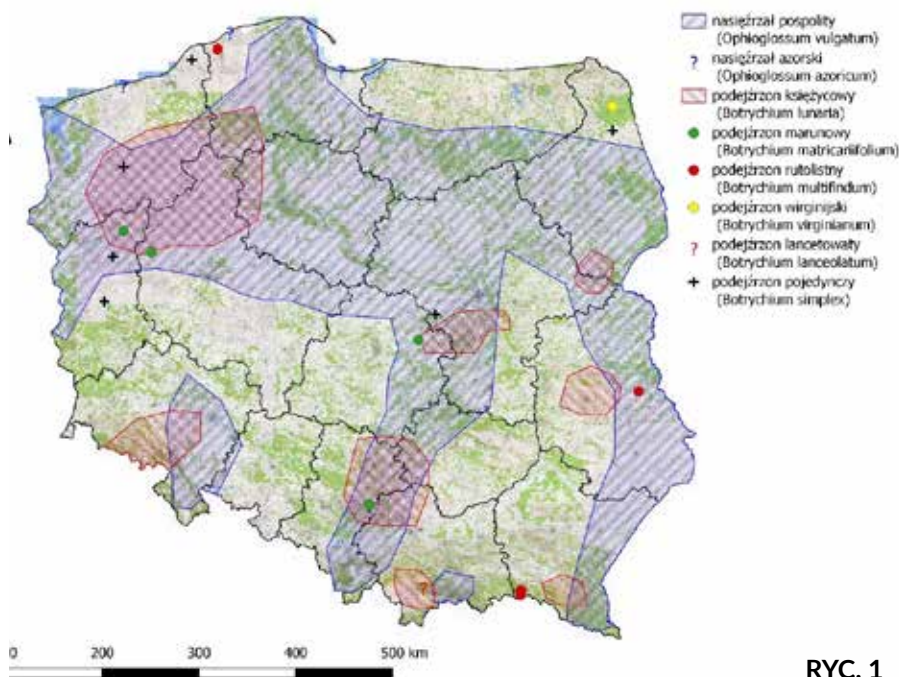 nasięźrzał pospolity
(Ophioglossum vulgatum)
? nasięźrzał azorski
(Ophioglossum azoricum)
podejźrzon księżycowy
(Botrychium lunaria)
podejźrzon marunowy
(Botrychium matricariifolium)
podejźrzon rutolistny
(Botrychium multifindum)
podejźrzon wirginijski
(Botrychium virginianum)
? podejźrzon lancetowaty
(Botrychium lanceolatum)
podejźrzon pojedynczy
(Botrychium simplex)
0 200 300 400 500 km
RYC. 1